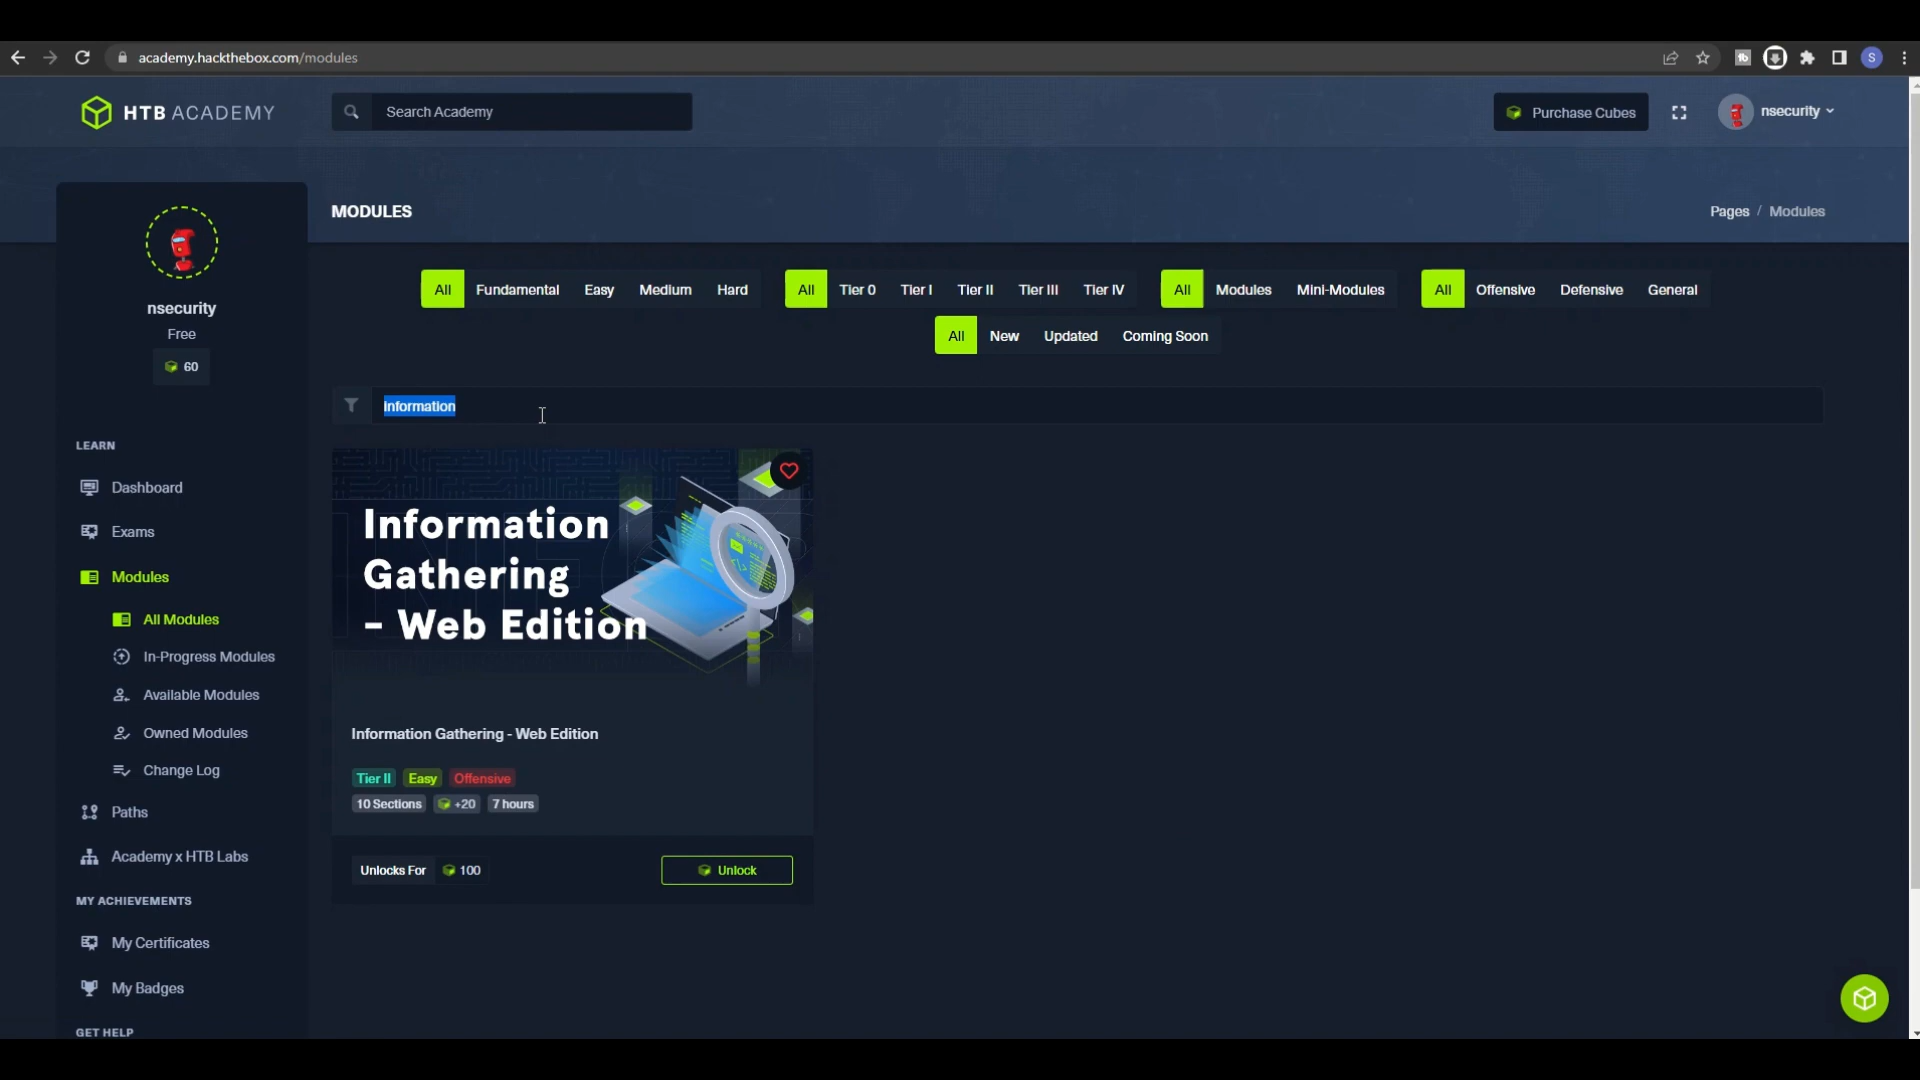 academy.hackthebox.com/modules
S
HTB ACADEMY
Search Academy
Purchase Cubes
nsecurity
MODULES
Pages / Modules
nsecurity
Free
60
All Fundamental Easy Medium Hard
All Tier 0 Tier I Tier II Tier III Tier IV
All Modules Mini-Modules
All Offensive Defensive General
All New Updated Coming Soon
information
LEARN
Dashboard
Exams
Modules
All Modules
In-Progress Modules
Available Modules
Owned Modules
Change Log
Paths
Academy x HTB Labs
MY ACHIEVEMENTS
My Certificates
My Badges
GET HELP
Information
Gathering
- Web Edition
Information Gathering - Web Edition
Tier II Easy Offensive
10 Sections +20 7 hours
Unlocks For 100
Unlock